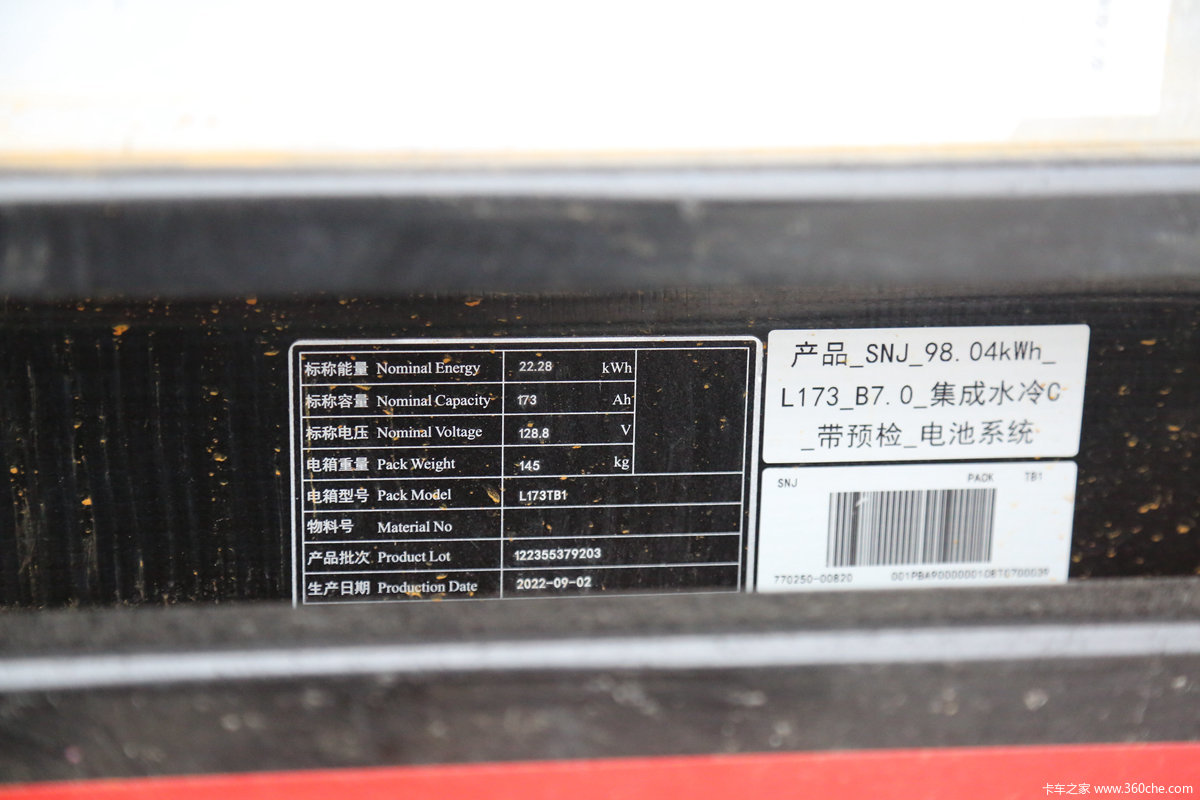 标称能量 Nominal Energy 22.28 kWh
标称容量 Nominal Capacity 173 Ah
标称电压 Nominal Voltage 128.8 V
电箱重量 Pack Weight 145 kg
电箱型号 Pack Model L173TB1
物料号 Material No
产品批次 Product Lot 122355379203
生产日期 Production Date 2022-09-02
产品_SNJ_98.04kWh_
L173_B7.0_集成水冷C
_带预检_电池系统
SNJ PACK TB1
770250-00820
卡车之家 www.360che.com